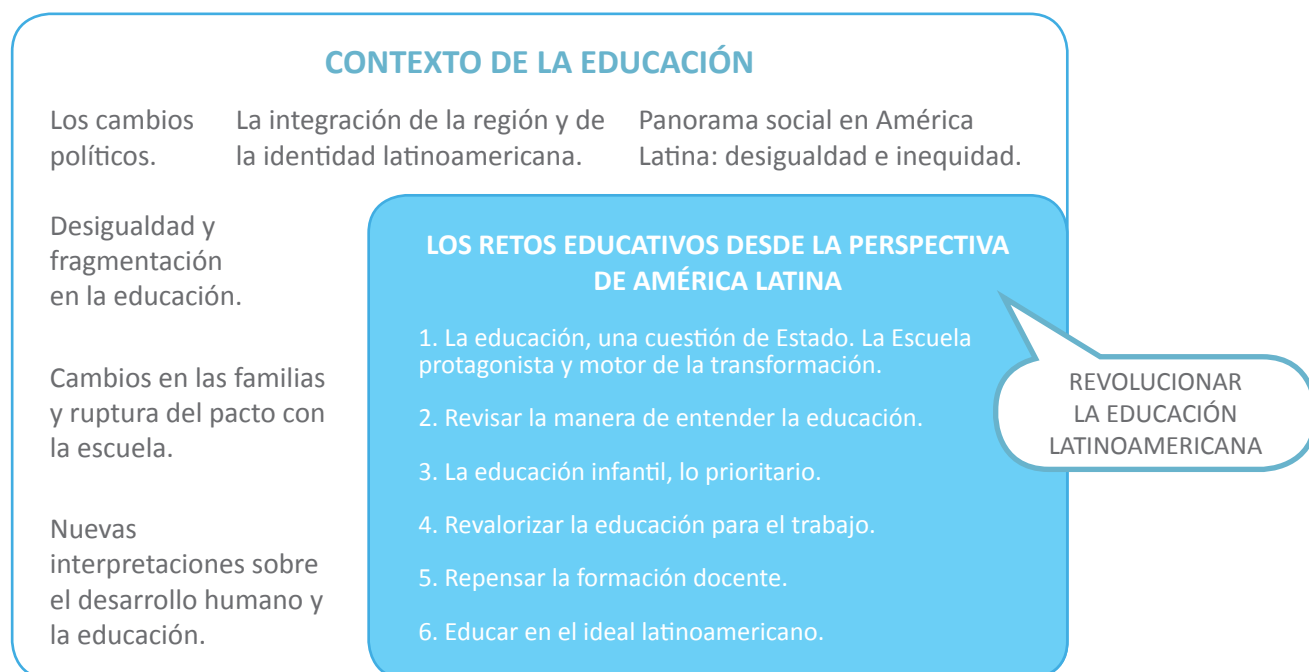 CONTEXTO DE LA EDUCACIÓN
Los cambios
políticos.
La integración de la región y de
la identidad latinoamericana.
Panorama social en América
Latina: desigualdad e inequidad.
Desigualdad y
fragmentación
en la educación.
Cambios en las familias
y ruptura del pacto con
la escuela.
Nuevas
interpretaciones sobre
el desarrollo humano y
la educación.
LOS RETOS EDUCATIVOS DESDE LA PERSPECTIVA
DE AMÉRICA LATINA
1. La educación, una cuestión de Estado. La Escuela
protagonista y motor de la transformación.
2. Revisar la manera de entender la educación.
3. La educación infantil, lo prioritario.
4. Revalorizar la educación para el trabajo.
5. Repensar la formación docente.
6. Educar en el ideal latinoamericano.
REVOLUCIONAR
LA EDUCACIÓN
LATINOAMERICANA